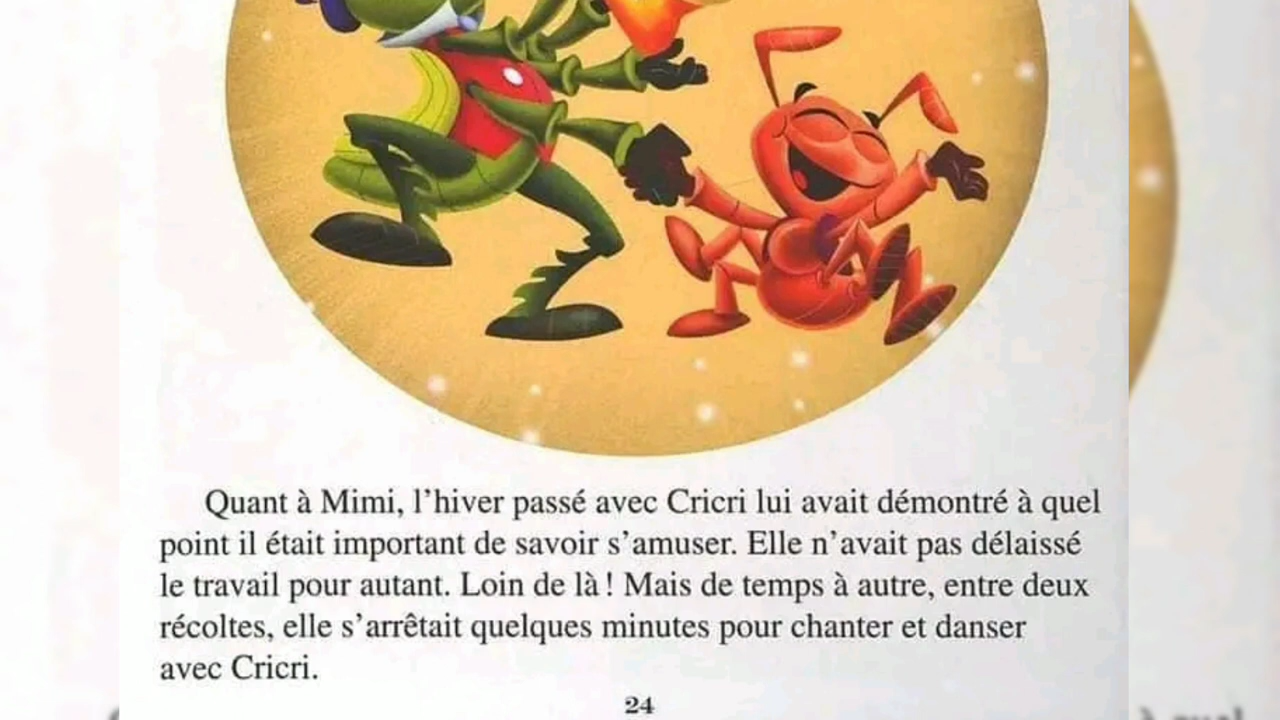 Quant à Mimi, l’hiver passé avec Cricri lui avait démontré à quel
point il était important de savoir s’amuser. Elle n’avait pas délaissé
le travail pour autant. Loin de là ! Mais de temps à autre, entre deux
récoltes, elle s’arrêtait quelques minutes pour chanter et danser
avec Cricri.
24